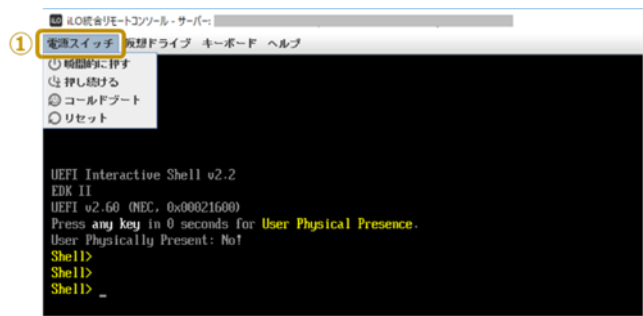 iLO統合リモートコンソール - サーバー:
①
電源スイッチ 仮想ドライブ キーボード ヘルプ
瞬間的に押す
押し続ける
コールドブート
リセット
UEFI Interactive Shell v2.2
EDK II
UEFI v2.60 (NEC, 0x00021600)
Press any key in 0 seconds for User Physical Presence.
User Physically Present: No!
Shell>
Shell>
Shell> _